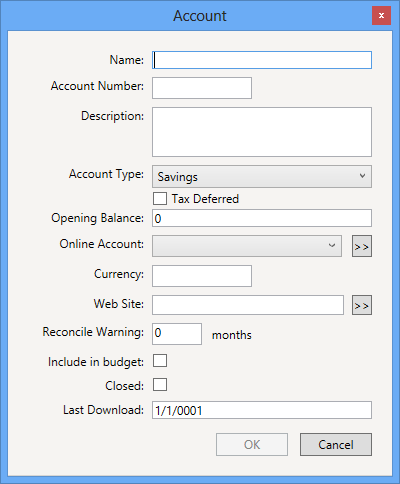 Account
x
Name:
Account Number:
Description:
Account Type: Savings
Tax Deferred
Opening Balance: 0
Online Account: >>
Currency:
Web Site: >>
Reconcile Warning: 0 months
Include in budget:
Closed:
Last Download: 1/1/0001
OK Cancel